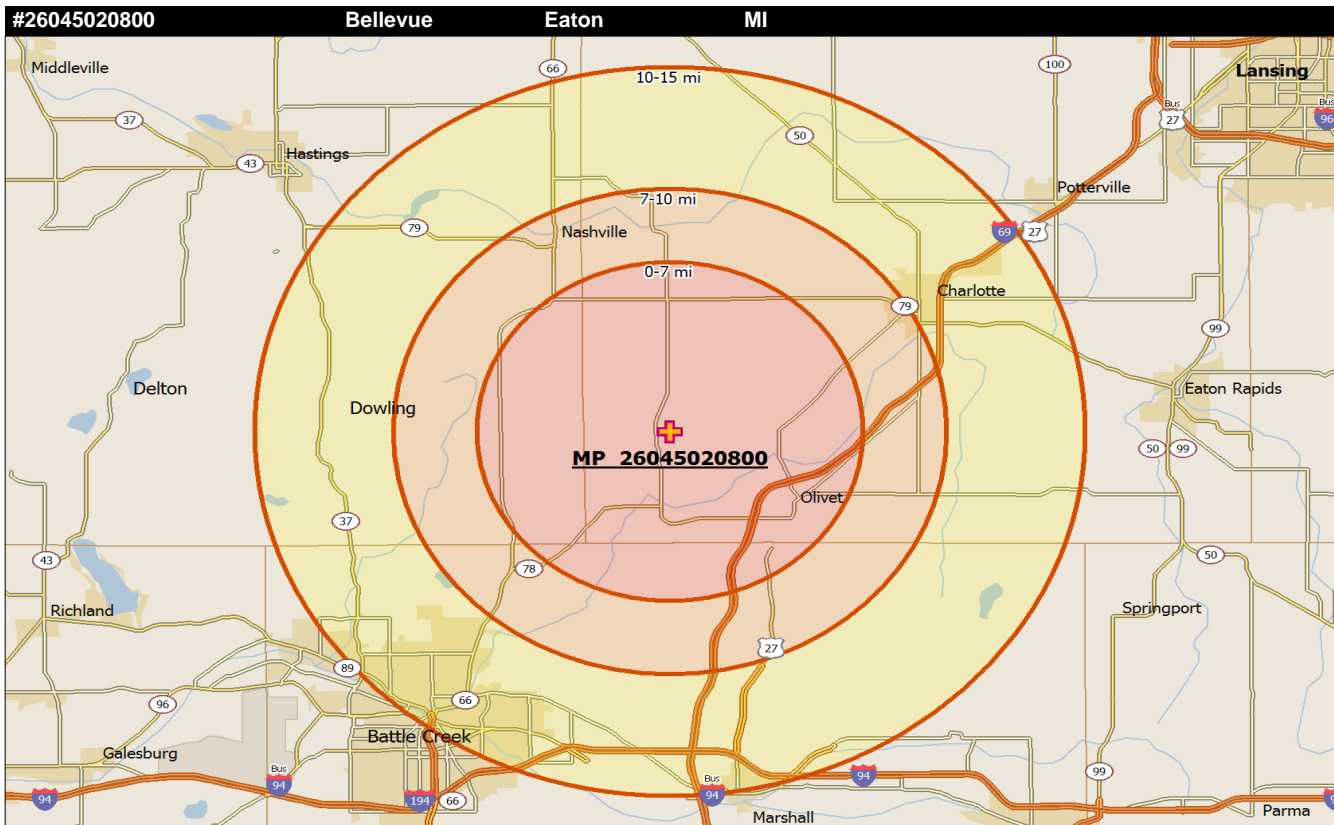 #26045020800 Bellevue Eaton MI
Middleville
66
10-15 mi
100
Lansing
37
50
Bus
27
Bus
96
43
Hastings
Potterville
7-10 mi
79
Nashville
69
27
0-7 mi
Charlotte
79
99
Delton
Dowling
Eaton Rapids
MP 26045020800
50
99
Olivet
37
43
78
50
Richland
Springport
27
89
66
96
Battle Creek
Galesburg
Bus
94
94
194
66
Bus
94
94
99
Marshall
Parma